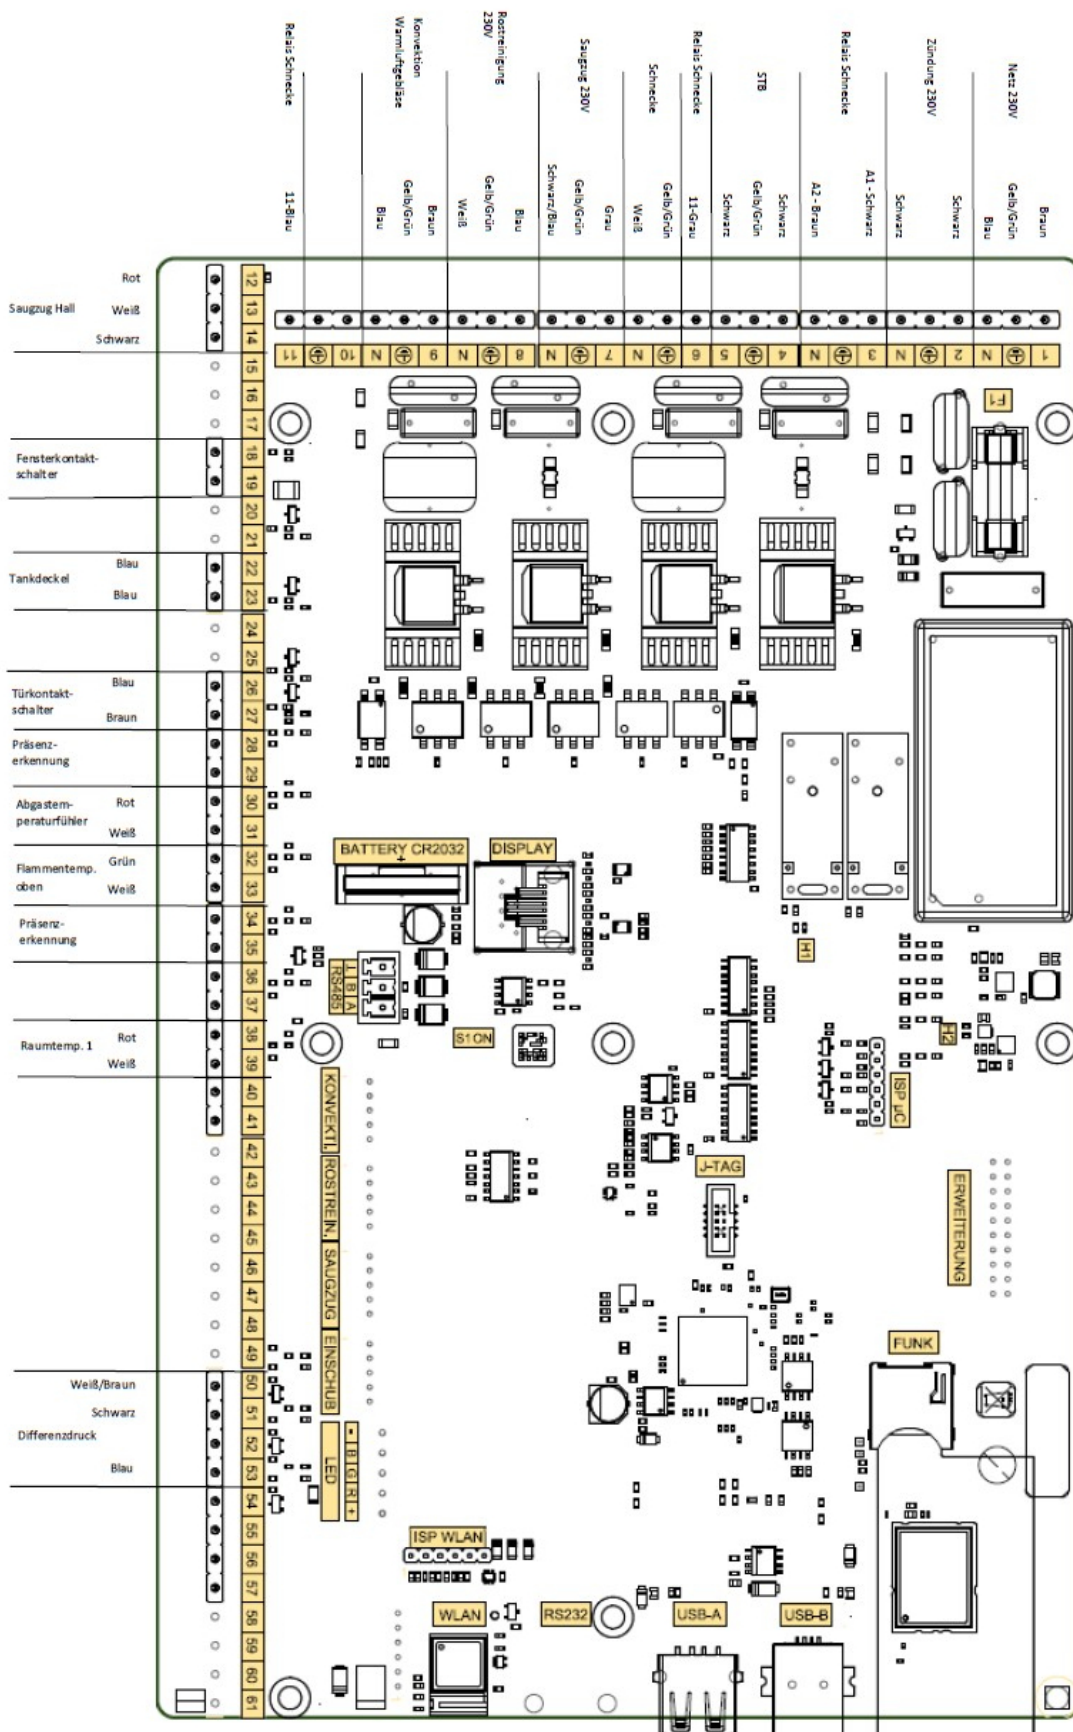 Relais Schnecke
Konvektion
Warmluftgebläse
Rostreinigung
230V
Saugzug 230V
Schnecke
Relais Schnecke
STB
Relais Schnecke
Zündung 230V
Netz 230V
11-Blau
Blau
Gelb/Grün
Braun
Weiß
Gelb/Grün
Blau
Schwarz/Blau
Gelb/Grün
Grau
Weiß
Gelb/Grün
11-Grau
Schwarz
Gelb/Grün
Schwarz
A2 - Braun
A1 - Schwarz
Schwarz
Schwarz
Blau
Gelb/Grün
Braun
11
10
N
9
N
8
N
7
N
6
5
4
N
3
N
2
N
1
F1
Saugzug Hall
Rot
Weiß
Schwarz
Fensterkontakt-
schalter
Tankdeckel
Blau
Blau
Türkontakt-
schalter
Blau
Braun
Präsenz-
erkennung
Abgastem-
peraturfühler
Rot
Weiß
Flammentemp.
oben
Grün
Weiß
Präsenz-
erkennung
Raumtemp. 1
Rot
Weiß
Weiß/Braun
Schwarz
Differenzdruck
Blau
12
13
14
15
16
17
18
19
20
21
22
23
24
25
26
27
28
29
30
31
32
33
34
35
36
37
38
39
40
41
42
43
44
45
46
47
48
49
50
51
52
53
54
55
56
57
58
59
60
61
BATTERY CR2032
+
DISPLAY
RS485
⊥ B A
S1ON
H1
H2
ISP µC
KONVEKTI.
ROSTREIN.
SAUGZUG
EINSCHUB
J-TAG
ERWEITERUNG
FUNK
LED
- B G R +
ISP WLAN
WLAN
RS232
USB-A
USB-B